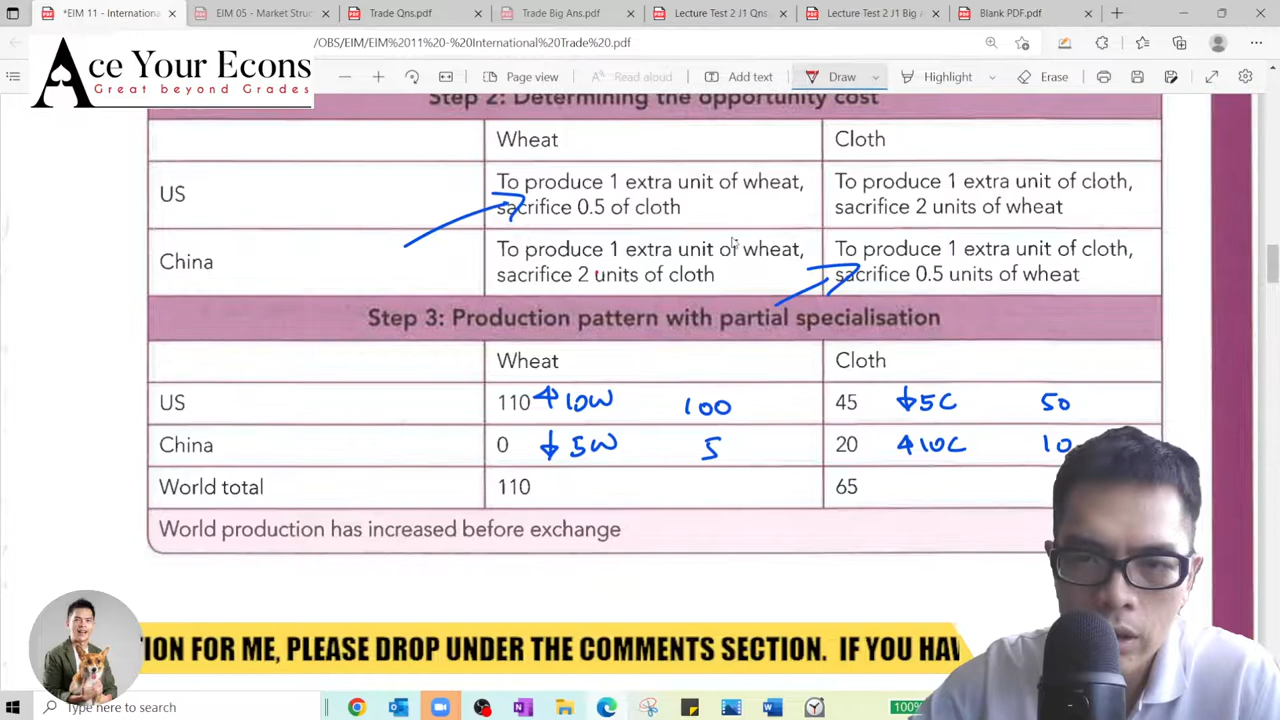 *EIM 11 - Internationa
EIM 05 - Market Struc
Trade Qns.pdf
Trade Big Ans.pdf
Lecture Test 2 J1 Qns
Lecture Test 2 J1 Big A
Blank PDF.pdf
/OBS/EIM/EIM%2011%20-%20International%20Trade%20.pdf
Ace Your Econs
Great beyond Grades
Page view
Read aloud
Add text
Draw
Highlight
Erase
Step 2: Determining the opportunity cost
Wheat Cloth
US
To produce 1 extra unit of wheat,
sacrifice 0.5 of cloth
To produce 1 extra unit of cloth,
sacrifice 2 units of wheat
China
To produce 1 extra unit of wheat,
sacrifice 2 units of cloth
To produce 1 extra unit of cloth,
sacrifice 0.5 units of wheat
Step 3: Production pattern with partial specialisation
Wheat Cloth
US 110 ↑10W 100 45 ↓5C 50
China 0 ↓5W 5 20 ↑10C 10
World total 110 65
World production has increased before exchange
TION FOR ME, PLEASE DROP UNDER THE COMMENTS SECTION. IF YOU HAV
Type here to search
100%